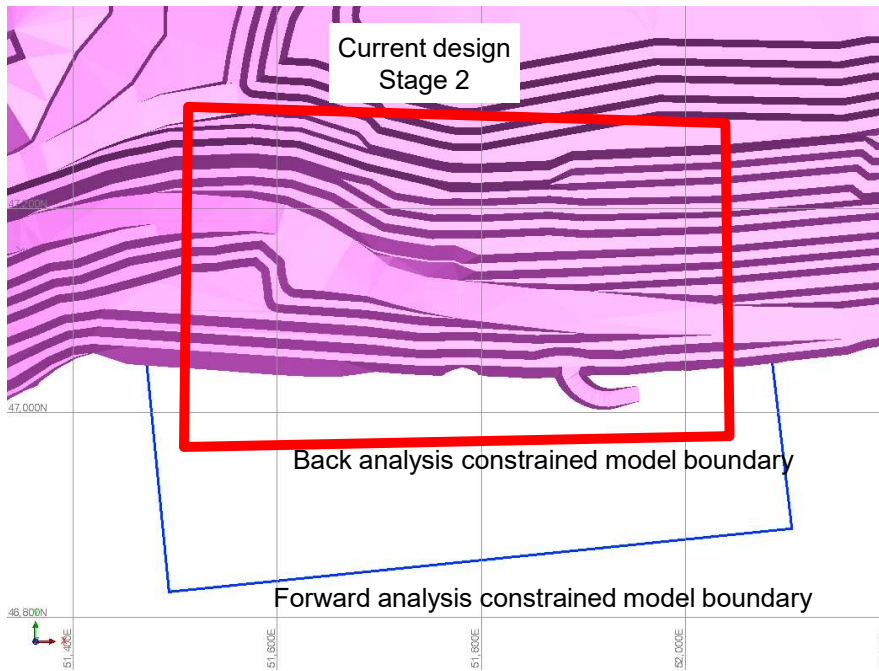 Current design
Stage 2
47,200N
47,000N
Back analysis constrained model boundary
Forward analysis constrained model boundary
46,800N
51,400E
51,600E
51,800E
52,000E